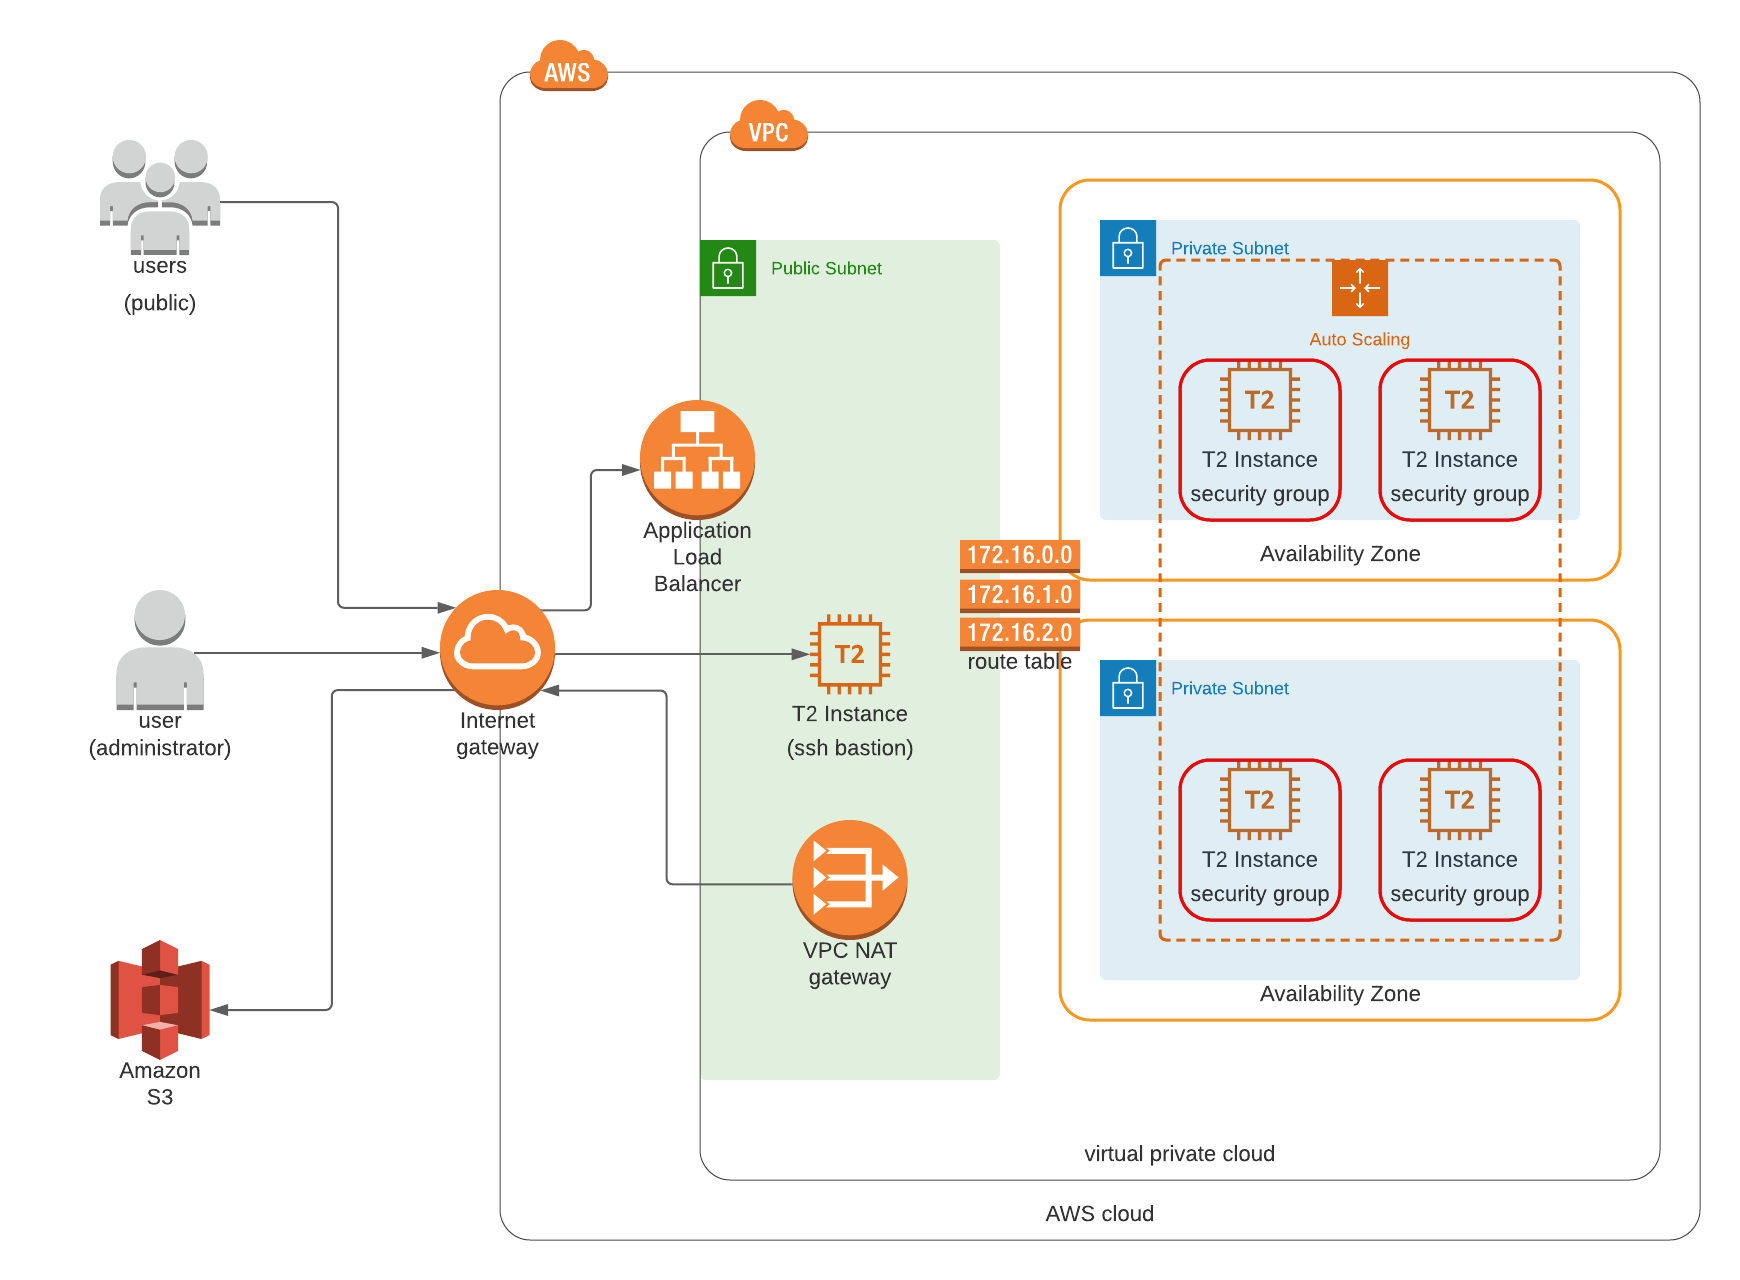 AWS
VPC
users
(public)
Public Subnet
Private Subnet
Auto Scaling
T2
T2
T2 Instance
T2 Instance
security group
security group
Availability Zone
Application
Load
Balancer
172.16.0.0
172.16.1.0
172.16.2.0
route table
user
(administrator)
Internet
gateway
T2
T2 Instance
(ssh bastion)
Private Subnet
T2
T2
T2 Instance
T2 Instance
security group
security group
Availability Zone
VPC NAT
gateway
Amazon
S3
virtual private cloud
AWS cloud